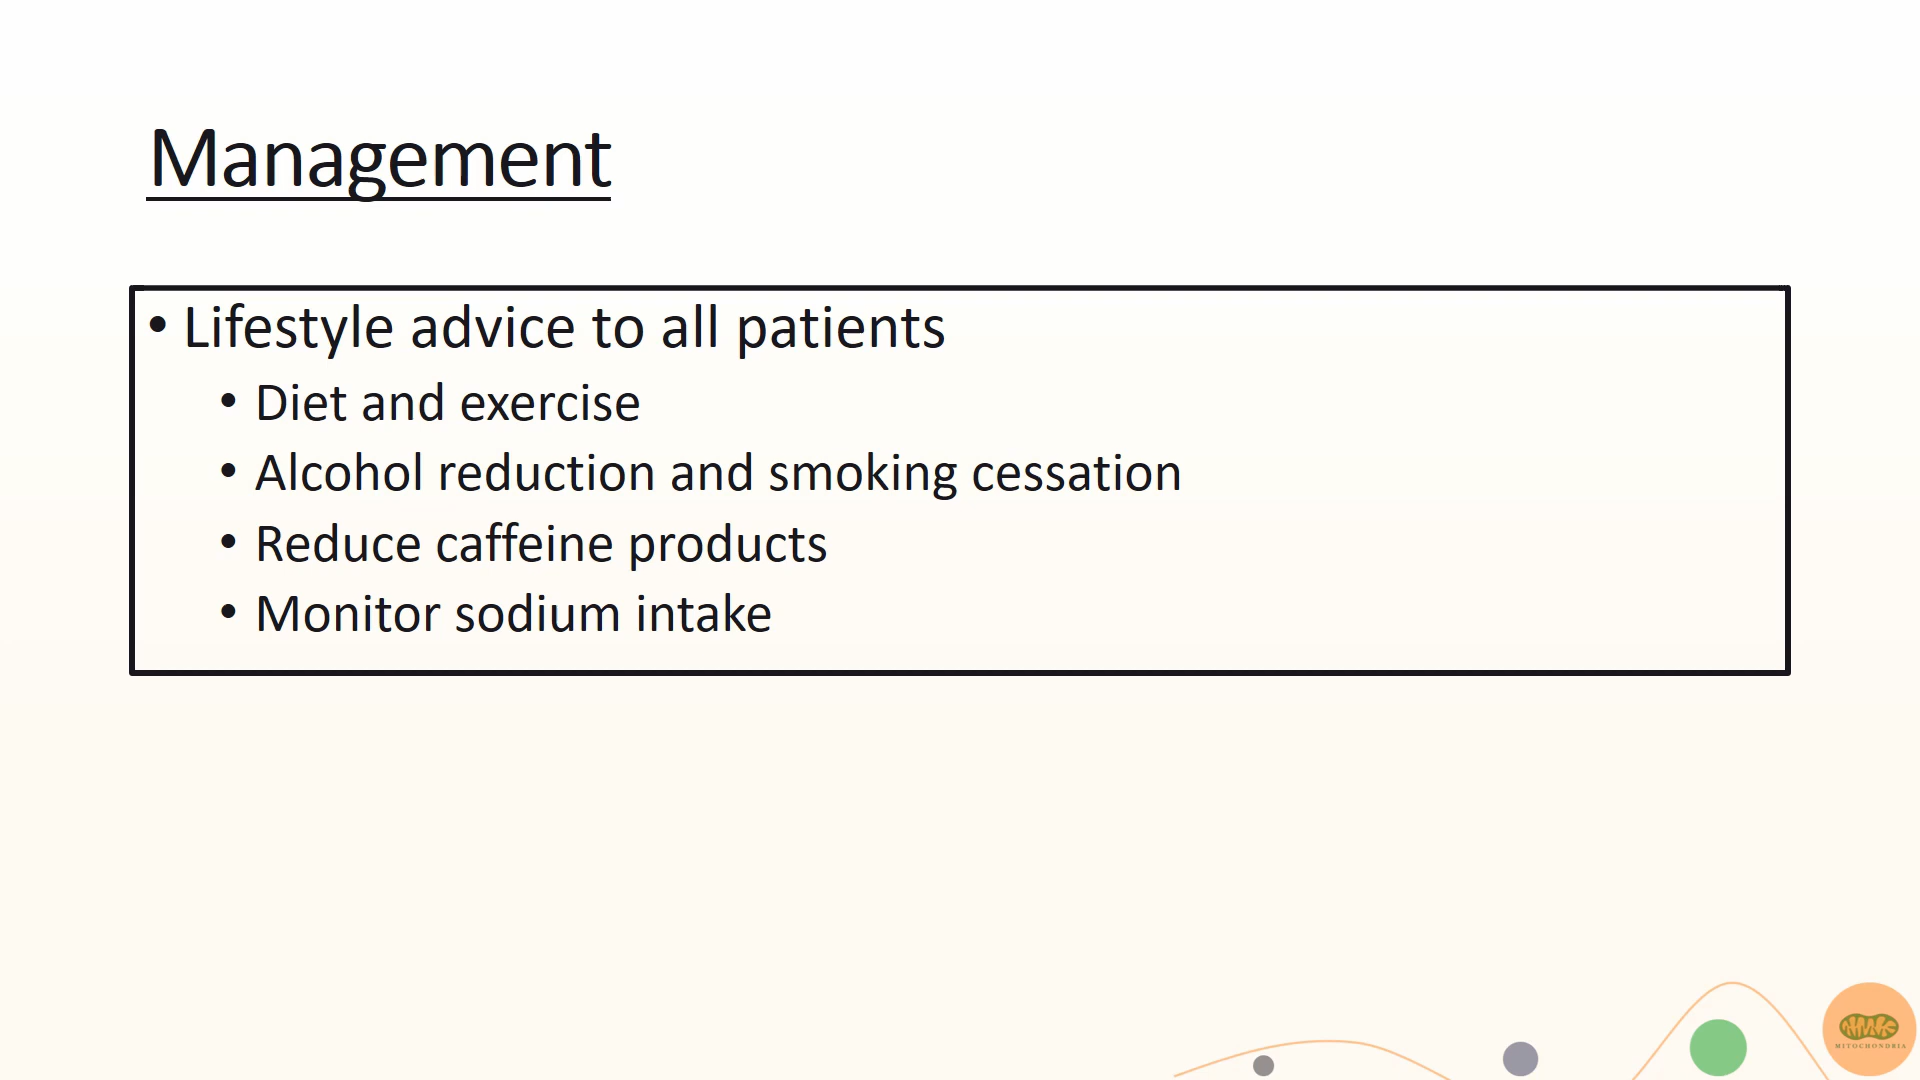 Management
• Lifestyle advice to all patients
• Diet and exercise
• Alcohol reduction and smoking cessation
• Reduce caffeine products
• Monitor sodium intake
MITOCHONDRIA